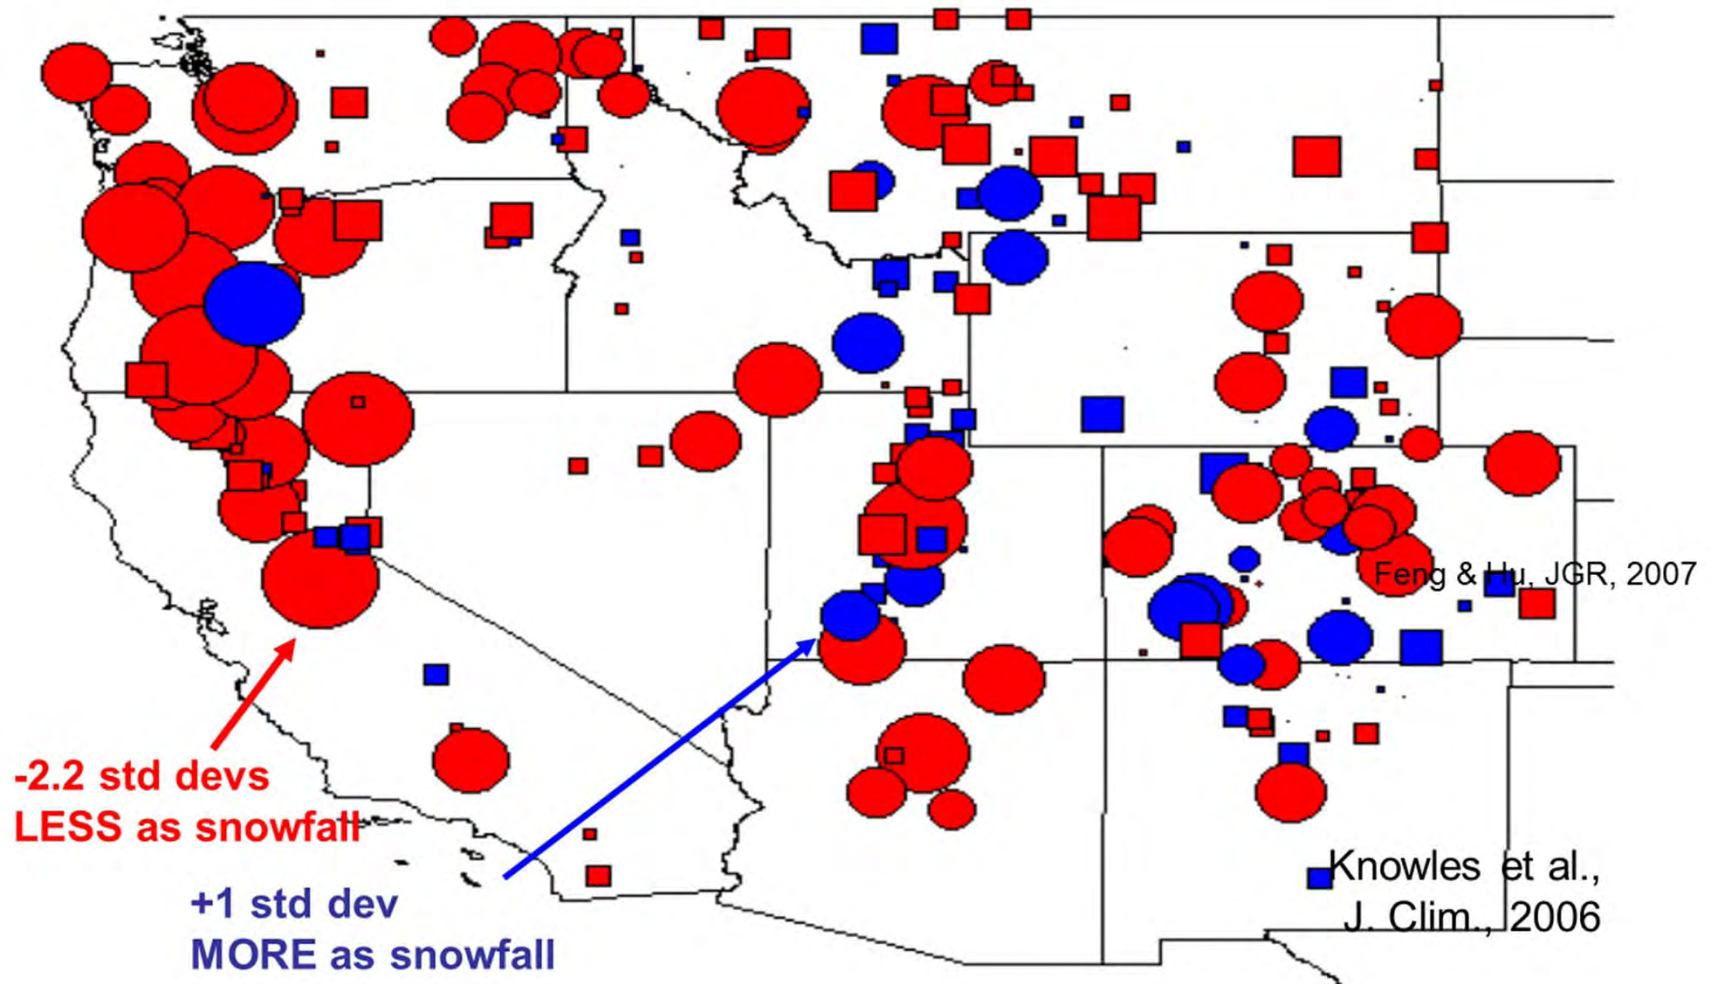 Feng & Hu, JGR, 2007
-2.2 std devs
LESS as snowfall
+1 std dev
MORE as snowfall
Knowles et al.,
J. Clim., 2006